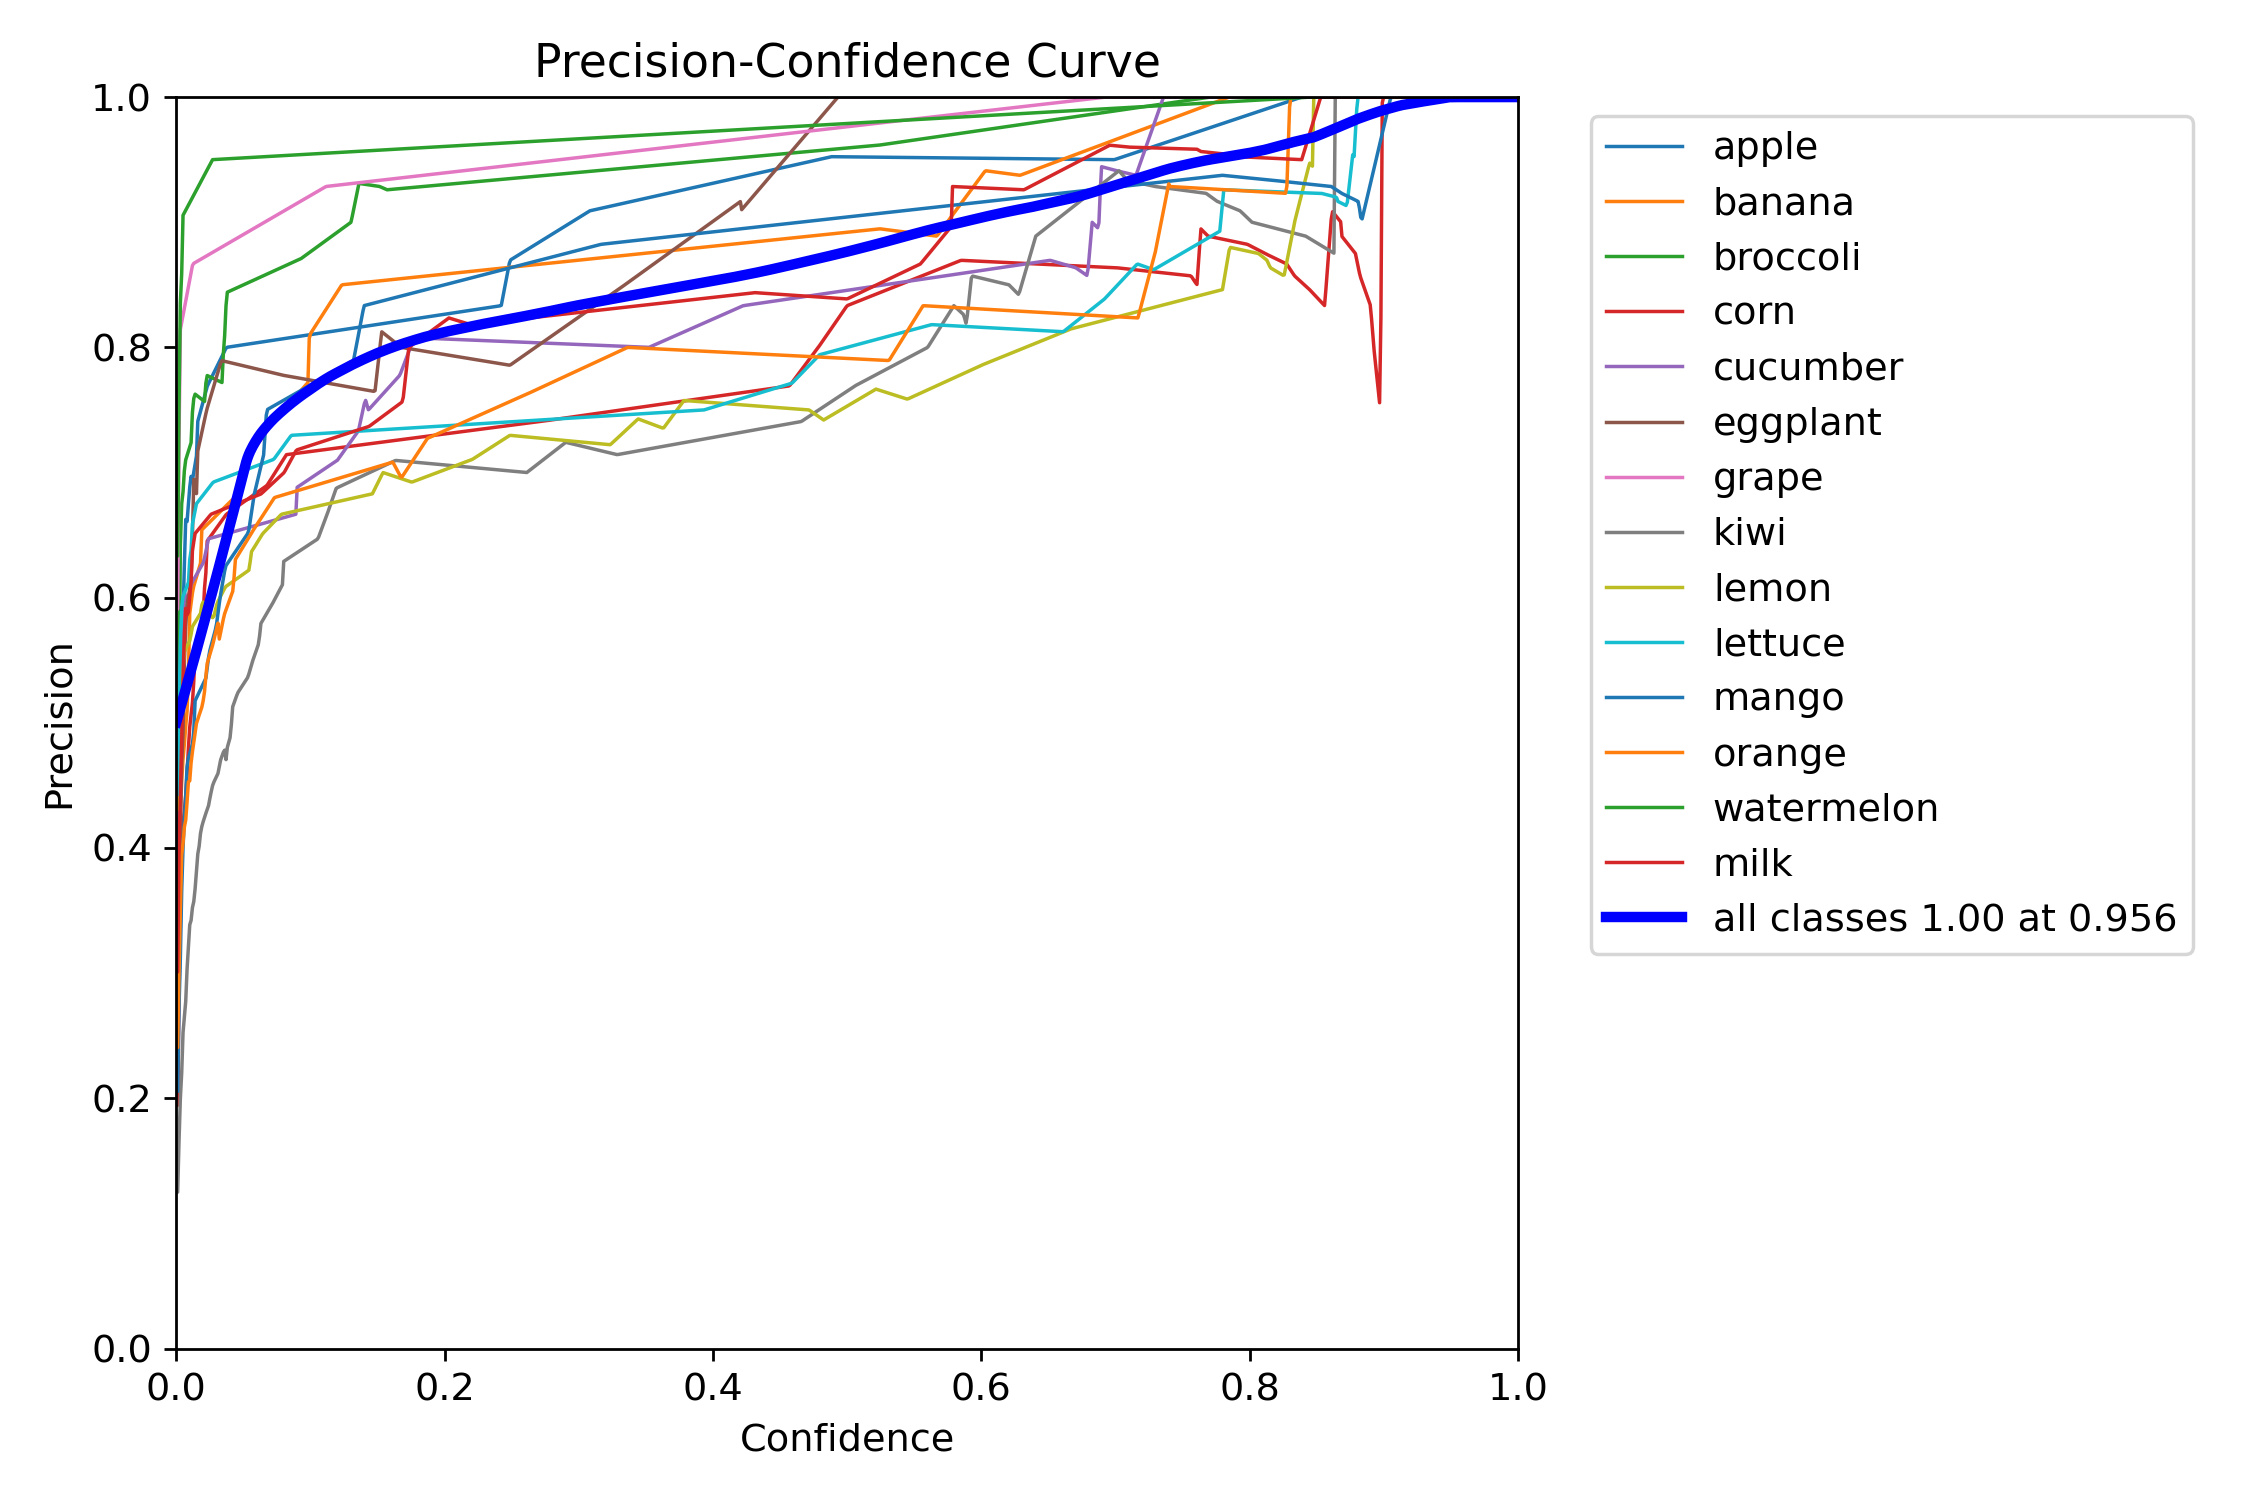 Precision-Confidence Curve
1.0
0.8
0.6
0.4
0.2
0.0
Precision
0.0 0.2 0.4 0.6 0.8 1.0
Confidence
apple
banana
broccoli
corn
cucumber
eggplant
grape
kiwi
lemon
lettuce
mango
orange
watermelon
milk
all classes 1.00 at 0.956